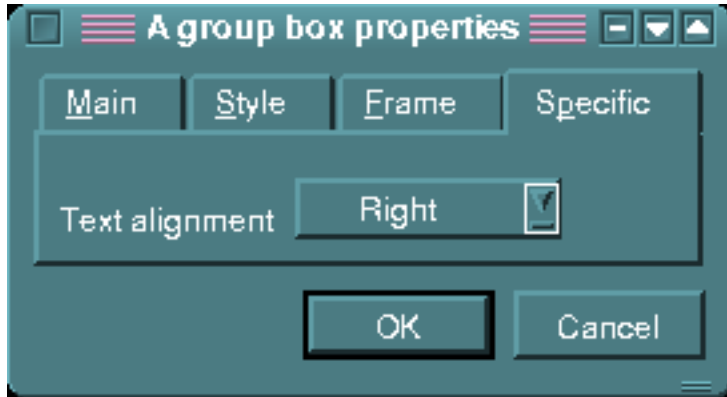 A group box properties
Main Style Frame Specific
Text alignment Right
OK Cancel